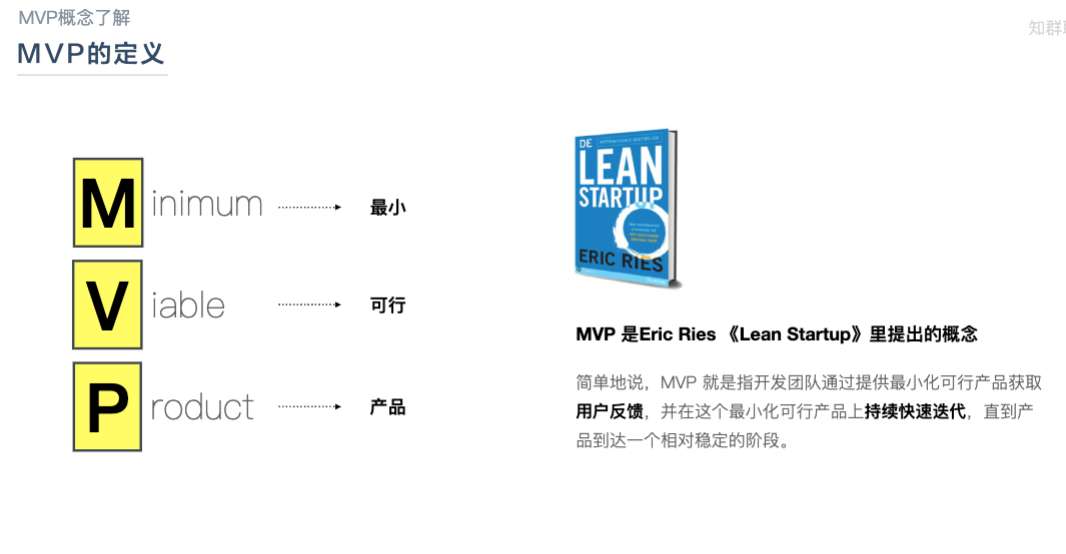 MVP概念了解
MVP的定义
知群
Minimum
最小
Viable
可行
Product
产品
DE
LEAN
STARTUP
ERIC RIES
MVP 是Eric Ries 《Lean Startup》里提出的概念
简单地说，MVP 就是指开发团队通过提供最小化可行产品获取
用户反馈，并在这个最小化可行产品上持续快速迭代，直到产
品到达一个相对稳定的阶段。